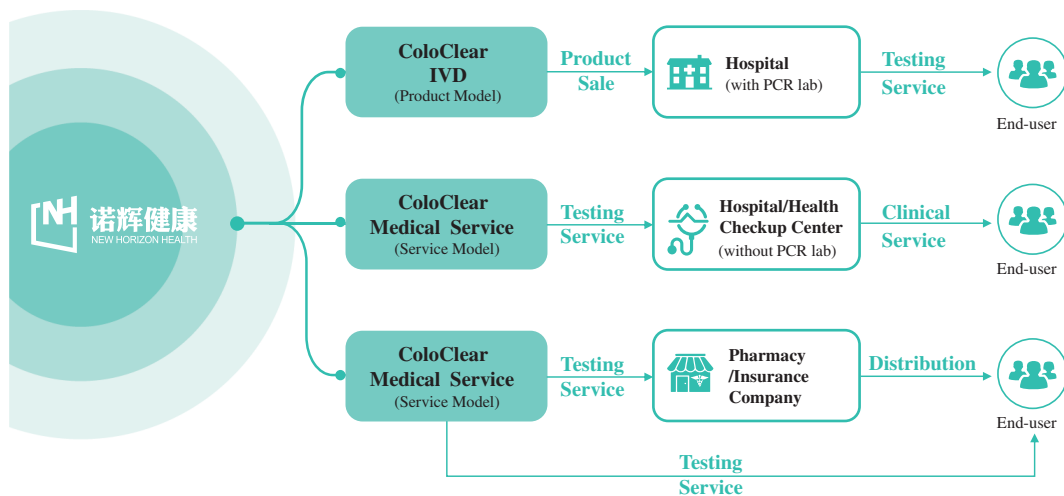 NH
诺辉健康
NEW HORIZON HEALTH
ColoClear
IVD
(Product Model)
Product
Sale
Hospital
(with PCR lab)
Testing
Service
End-user
ColoClear
Medical Service
(Service Model)
Testing
Service
Hospital/Health
Checkup Center
(without PCR lab)
Clinical
Service
End-user
ColoClear
Medical Service
(Service Model)
Testing
Service
Pharmacy
/Insurance
Company
Distribution
End-user
Testing
Service